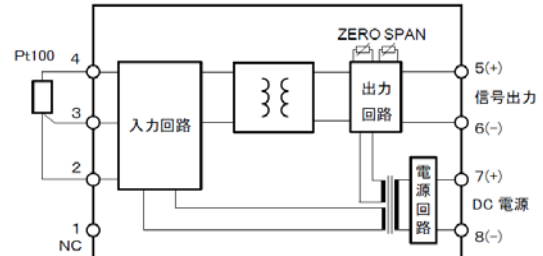 ZERO SPAN
Pt100
4
3
2
1
NC
入力回路
出力
回路
電源回路
5(+)
信号出力
6(-)
7(+)
DC 電源
8(-)